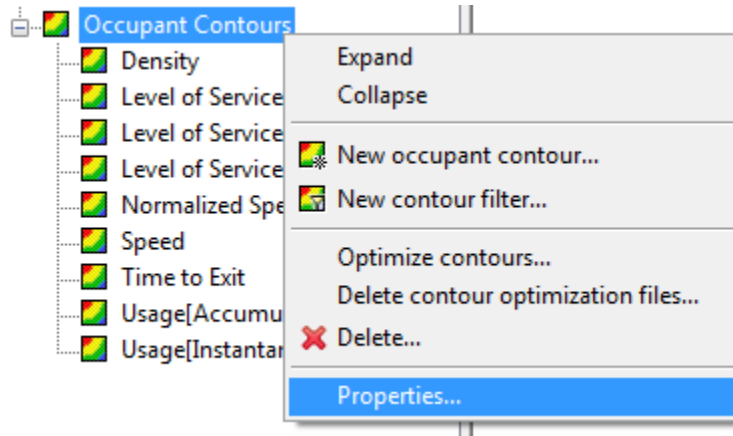 Occupant Contours
Density
Level of Service
Level of Service
Level of Service
Normalized Spe
Speed
Time to Exit
Usage[Accumu
Usage[Instantar
Expand
Collapse
New occupant contour...
New contour filter...
Optimize contours...
Delete contour optimization files...
Delete...
Properties...